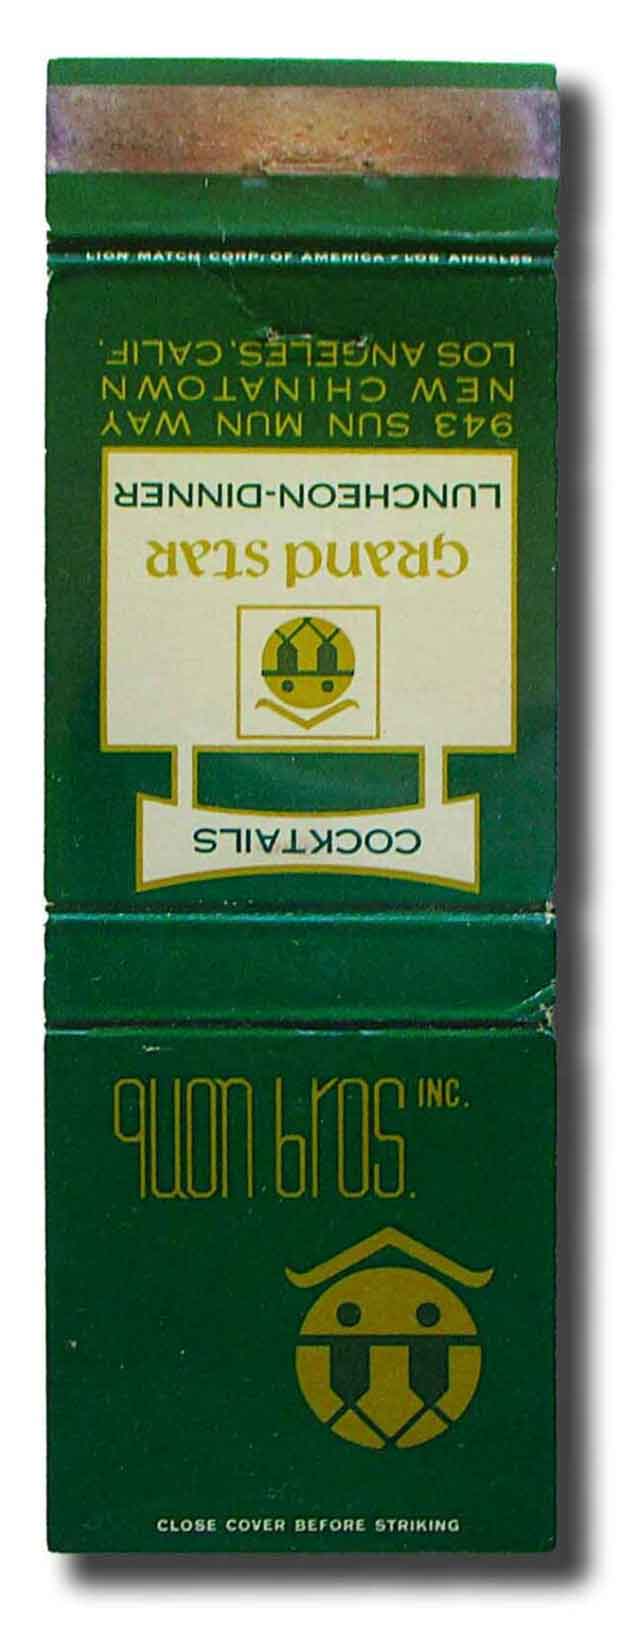 LION MATCH CORP. OF AMERICA • LOS ANGELES
COCKTAILS
Grand Star
LUNCHEON-DINNER
943 SUN MUN WAY
NEW CHINATOWN
LOS ANGELES, CALIF.
quon bros. INC.
CLOSE COVER BEFORE STRIKING